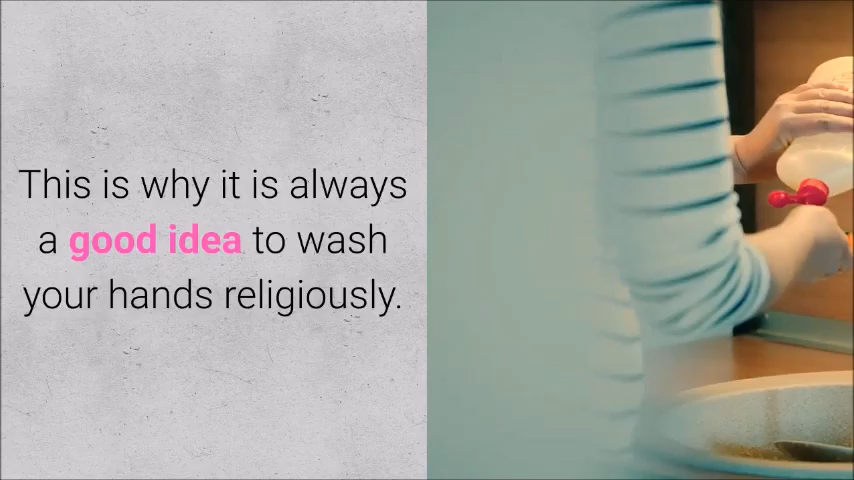 This is why it is always
a good idea to wash
your hands religiously.